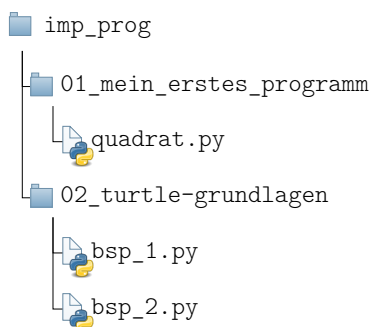 imp_prog
01_mein_erstes_programm
quadrat.py
02_turtle-grundlagen
bsp_1.py
bsp_2.py